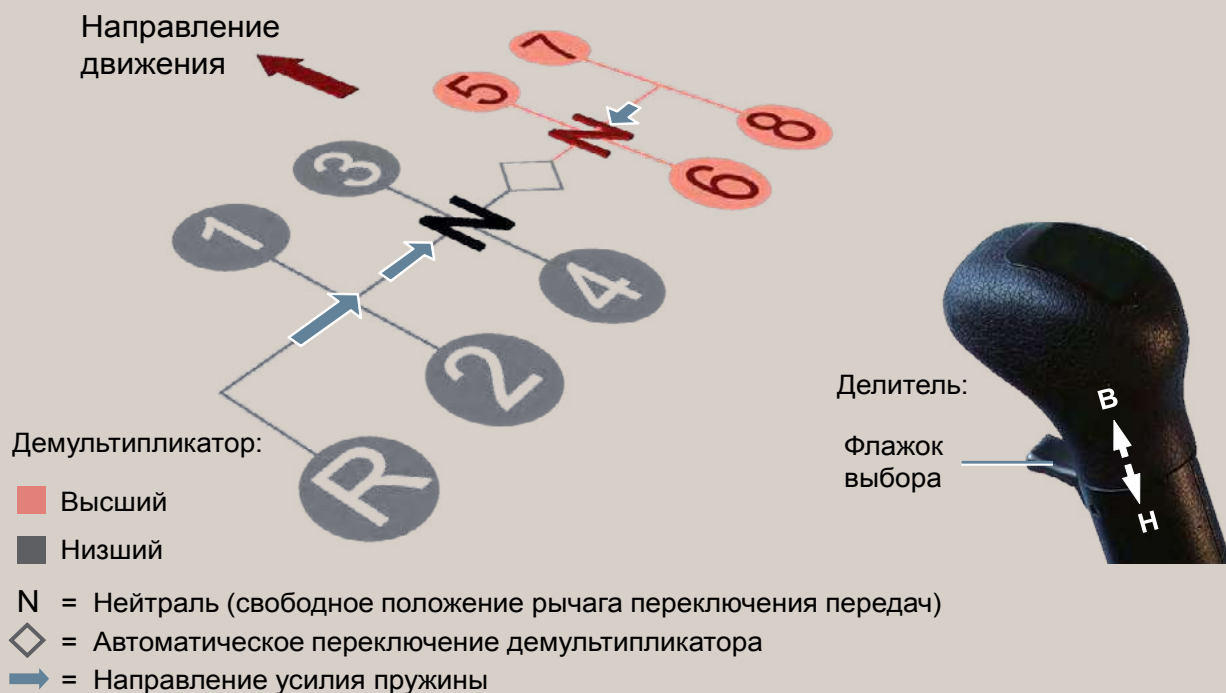 Направление
движения
7
5
8
N
6
3
N
1
4
2
R
Делитель:
В
Флажок
выбора
Н
Демультипликатор:
Высший
Низший
N = Нейтраль (свободное положение рычага переключения передач)
= Автоматическое переключение демультипликатора
= Направление усилия пружины